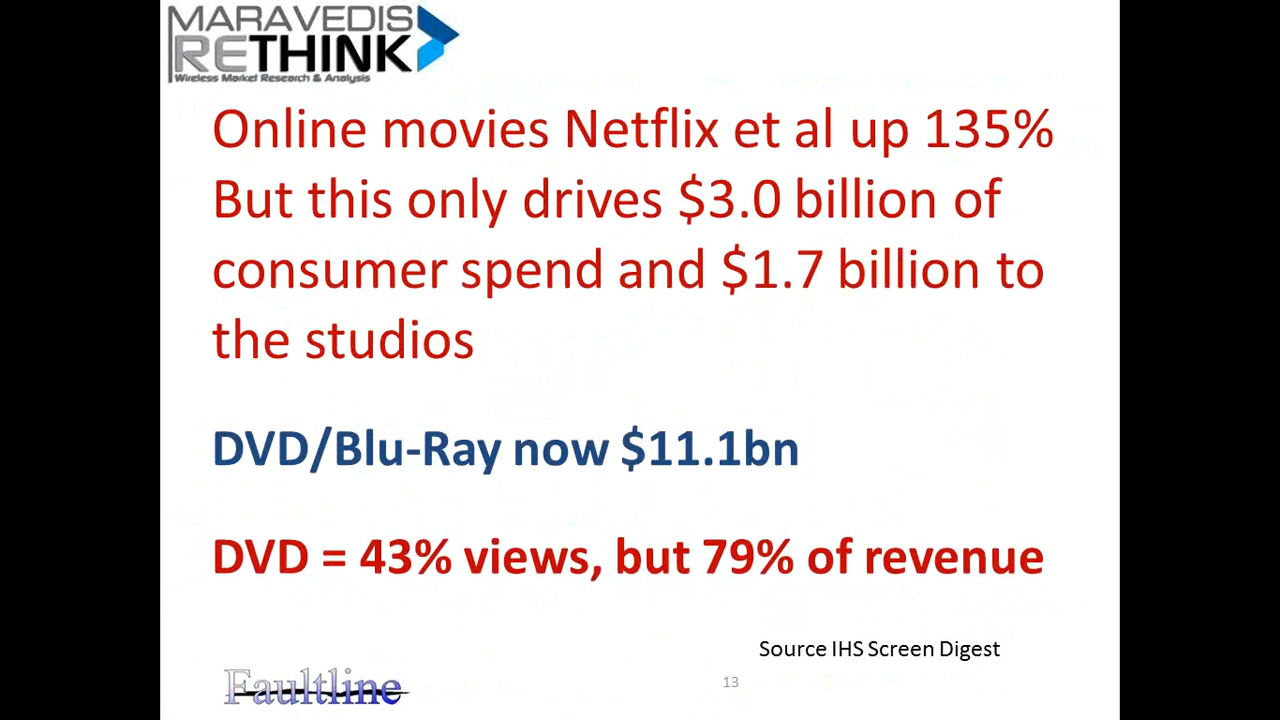 MARAVEDIS
RETHINK
Wireless Market Research & Analysis
Online movies Netflix et al up 135%
But this only drives $3.0 billion of
consumer spend and $1.7 billion to
the studios
DVD/Blu-Ray now $11.1bn
DVD = 43% views, but 79% of revenue
Source IHS Screen Digest
Faultline
13